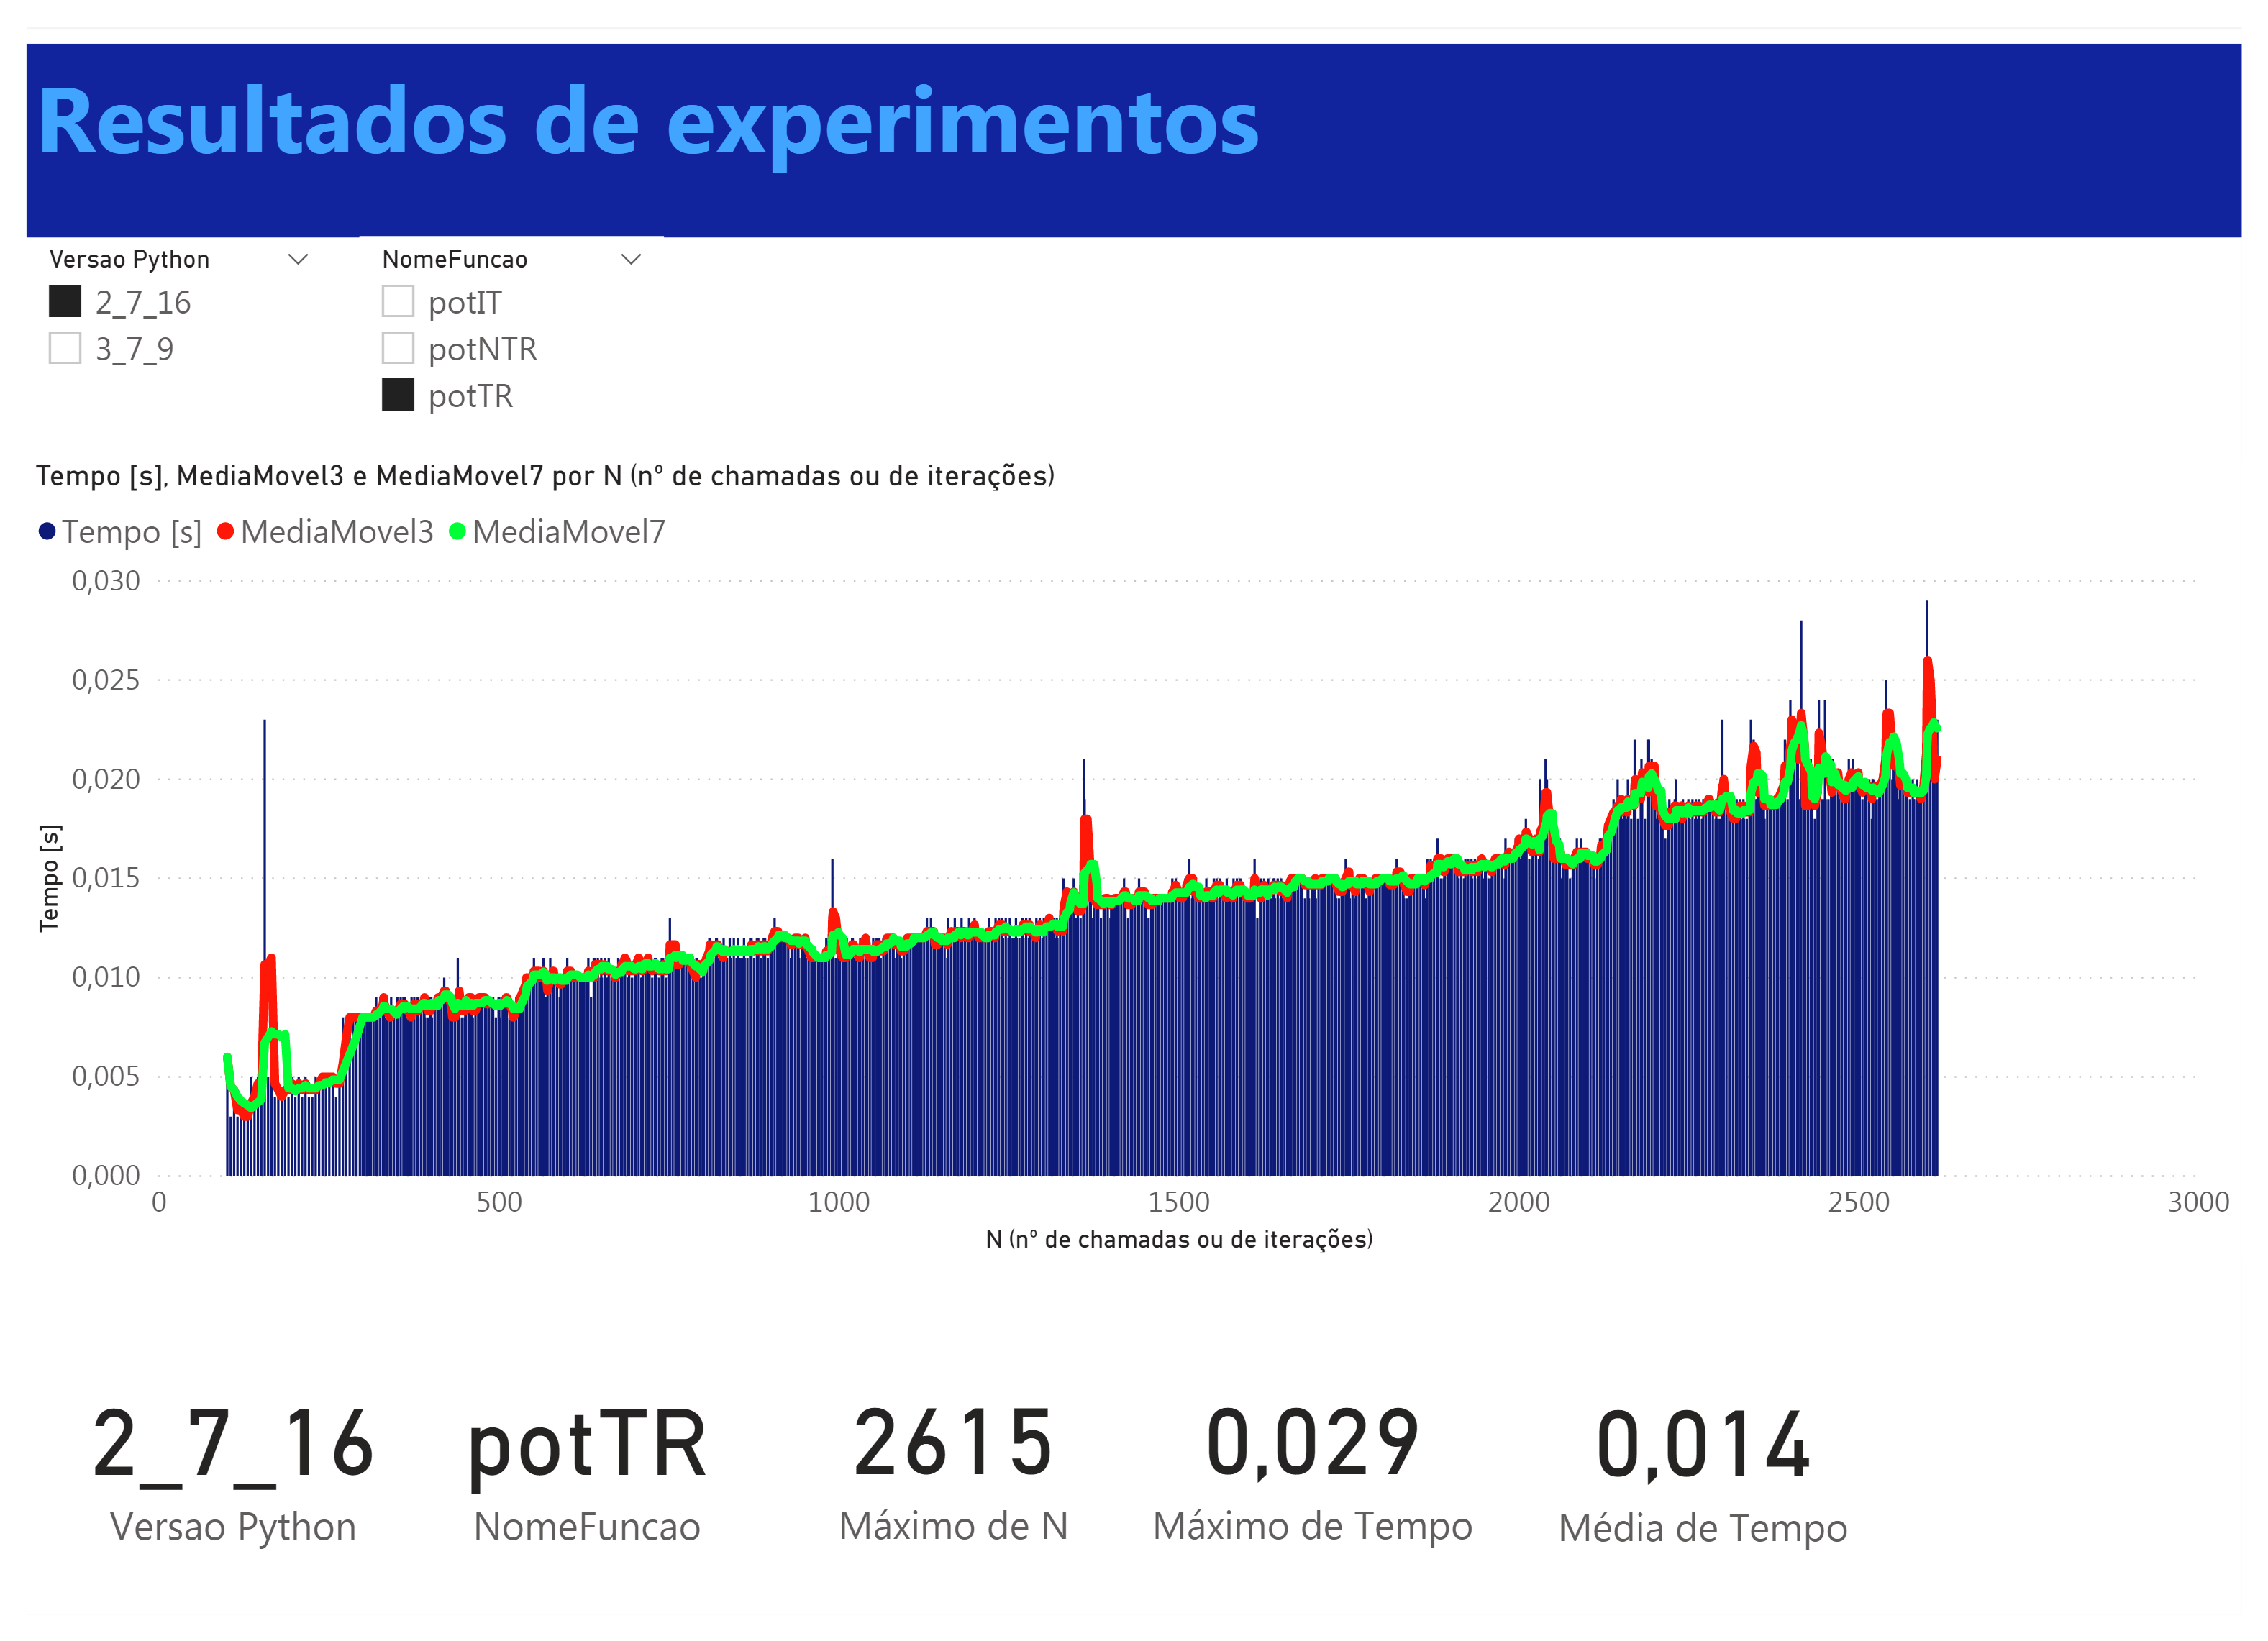 Resultados de experimentos
Versao Python
2_7_16
3_7_9
NomeFuncao
potIT
potNTR
potTR
Tempo [s], MediaMovel3 e MediaMovel7 por N (nº de chamadas ou de iterações)
Tempo [s] MediaMovel3 MediaMovel7
0,030
0,025
0,020
0,015
0,010
0,005
0,000
Tempo [s]
0 500 1000 1500 2000 2500 3000
N (nº de chamadas ou de iterações)
2_7_16 potTR 2615 0,029 0,014
Versao Python NomeFuncao Máximo de N Máximo de Tempo Média de Tempo